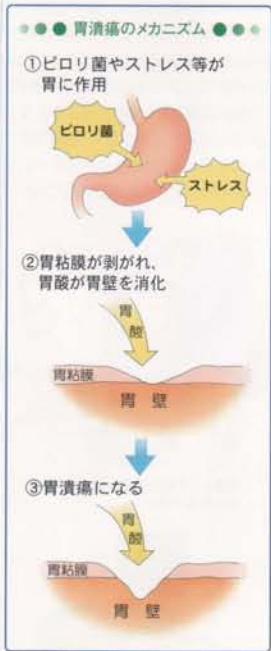 胃潰瘍のメカニズム
①ピロリ菌やストレス等が
胃に作用
ピロリ菌
ストレス
②胃粘膜が剥がれ、
胃酸が胃壁を消化
胃酸
胃粘膜
胃壁
③胃潰瘍になる
胃酸
胃粘膜
胃壁